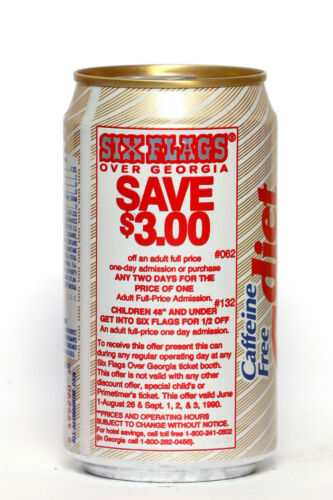 SIX FLAGS®
OVER GEORGIA
SAVE
$3.00
off an adult full price #062
one-day admission or purchase
ANY TWO DAYS FOR THE
PRICE OF ONE
Adult Full-Price Admission. #132
CHILDREN 48" AND UNDER
GET INTO SIX FLAGS FOR 1/2 OFF
An adult full-price one day admission.
To receive this offer present this can
during any regular operating day at any
Six Flags Over Georgia ticket booth.
This offer not valid with any other
discount offer, special child's or
Primetimer's ticket. This offer valid June
1-August 26 & Sept. 1, 2, & 3, 1990.
**PRICES AND OPERATING HOURS
SUBJECT TO CHANGE WITHOUT NOTICE.
For hotel savings, call toll free 1-800-241-0802
(In Georgia call 1-800-282-0456).
Caffeine
Free
diet